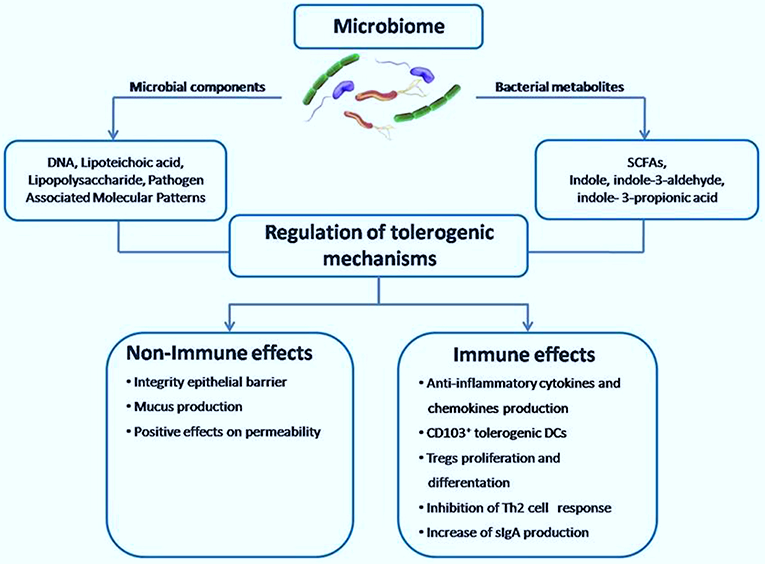 Microbiome
Microbial components
Bacterial metabolites
DNA, Lipoteichoic acid,
Lipopolysaccharide, Pathogen
Associated Molecular Patterns
SCFAs,
Indole, indole-3-aldehyde,
indole- 3-propionic acid
Regulation of tolerogenic
mechanisms
Non-Immune effects
• Integrity epithelial barrier
• Mucus production
• Positive effects on permeability
Immune effects
• Anti-inflammatory cytokines and
chemokines production
• CD103⁺ tolerogenic DCs
• Tregs proliferation and
differentation
• Inhibition of Th2 cell response
• Increase of sIgA production